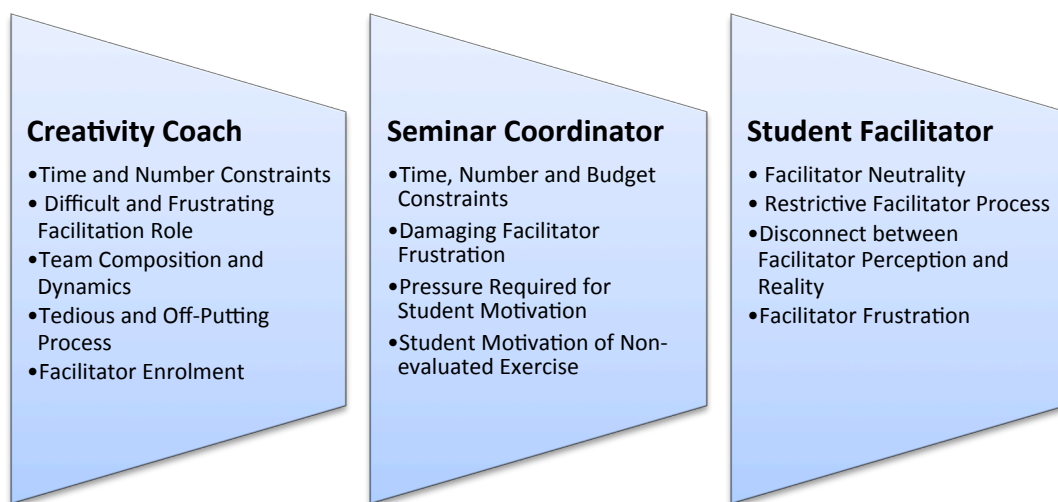 Creativity Coach
•Time and Number Constraints
• Difficult and Frustrating
Facilitation Role
•Team Composition and
Dynamics
•Tedious and Off-Putting
Process
•Facilitator Enrolment
Seminar Coordinator
•Time, Number and Budget
Constraints
•Damaging Facilitator
Frustration
•Pressure Required for
Student Motivation
•Student Motivation of Non-
evaluated Exercise
Student Facilitator
• Facilitator Neutrality
• Restrictive Facilitator Process
•Disconnect between
Facilitator Perception and
Reality
•Facilitator Frustration